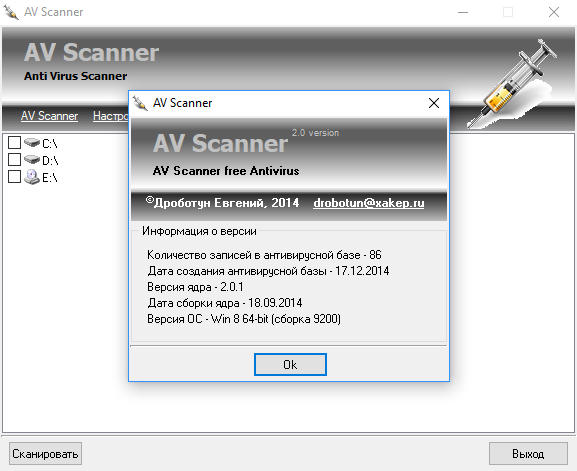 AV Scanner
AV Scanner
Anti Virus Scanner
AV Scanner Настро
C:\
D:\
E:\
AV Scanner
AV Scanner 2.0 version
AV Scanner free Antivirus
©Дроботун Евгений, 2014 drobotun@xakep.ru
Информация о версии
Количество записей в антивирусной базе - 86
Дата создания антивирусной базы - 17.12.2014
Версия ядра - 2.0.1
Дата сборки ядра - 18.09.2014
Версия ОС - Win 8 64-bit (сборка 9200)
Ok
Сканировать
Выход